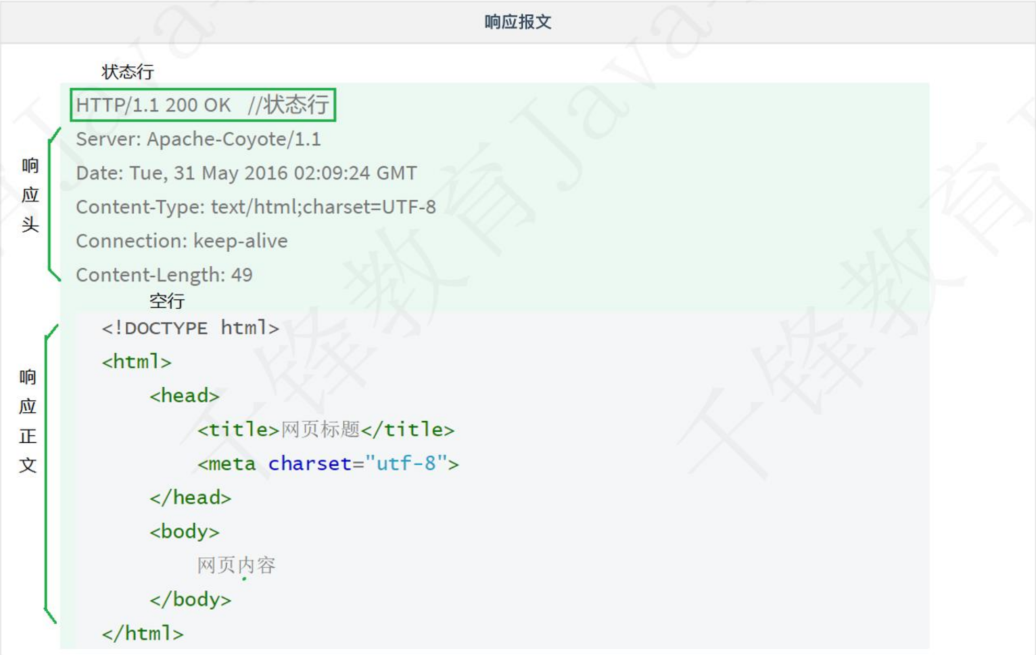 响应报文
状态行
HTTP/1.1 200 OK //状态行
Server: Apache-Coyote/1.1
Date: Tue, 31 May 2016 02:09:24 GMT
Content-Type: text/html;charset=UTF-8
Connection: keep-alive
Content-Length: 49
响应头
空行
<!DOCTYPE html>
<html>
<head>
<title>网页标题</title>
<meta charset="utf-8">
</head>
<body>
网页内容
</body>
</html>
响应正文
千锋教育 Java